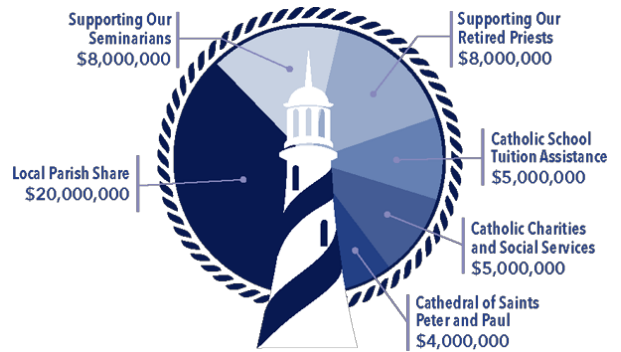 Supporting Our
Seminarians
$8,000,000
Supporting Our
Retired Priests
$8,000,000
Catholic School
Tuition Assistance
$5,000,000
Local Parish Share
$20,000,000
Catholic Charities
and Social Services
$5,000,000
Cathedral of Saints
Peter and Paul
$4,000,000